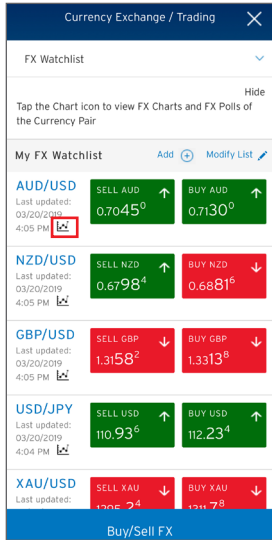 Currency Exchange / Trading
FX Watchlist
Hide
Tap the Chart icon to view FX Charts and FX Polls of
the Currency Pair
My FX Watchlist Add Modify List
AUD/USD
Last updated:
03/20/2019
4:05 PM
SELL AUD
0.7045⁰
BUY AUD
0.7130⁰
NZD/USD
Last updated:
03/20/2019
4:05 PM
SELL NZD
0.6798⁴
BUY NZD
0.6881⁶
GBP/USD
Last updated:
03/20/2019
4:05 PM
SELL GBP
1.3158²
BUY GBP
1.3313⁸
USD/JPY
Last updated:
03/20/2019
4:04 PM
SELL USD
110.93⁶
BUY USD
112.23⁴
XAU/USD
Last updated:
SELL XAU
BUY XAU
Buy/Sell FX